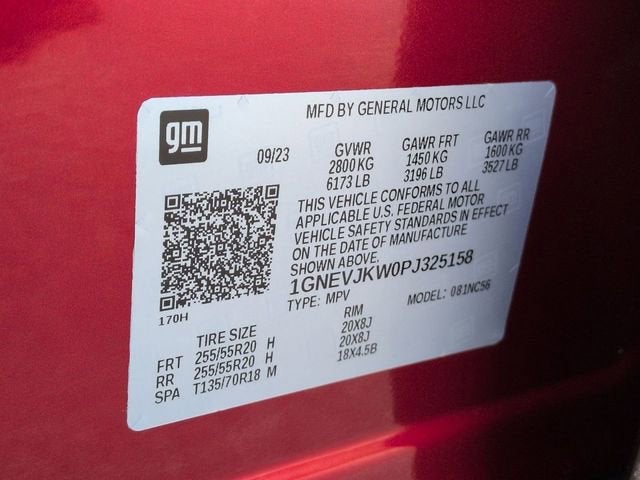 gm
MFD BY GENERAL MOTORS LLC
09/23
GVWR GAWR FRT GAWR RR
2800 KG 1450 KG 1600 KG
6173 LB 3196 LB 3527 LB
THIS VEHICLE CONFORMS TO ALL
APPLICABLE U.S. FEDERAL MOTOR
VEHICLE SAFETY STANDARDS IN EFFECT
ON THE DATE OF MANUFACTURE
SHOWN ABOVE.
1GNEVJKW0PJ325158
170H
TYPE: MPV MODEL: 081NC56
TIRE SIZE RIM
FRT 255/55R20 H 20X8J
RR 255/55R20 H 20X8J
SPA T135/70R18 M 18X4.5B